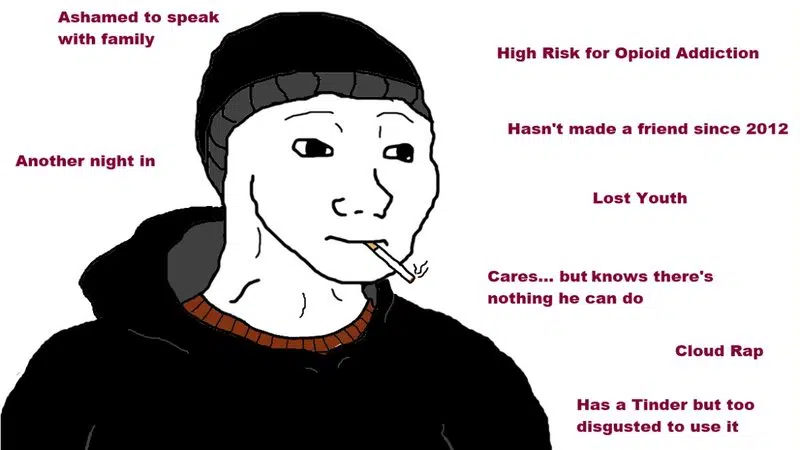 Ashamed to speak
with family
High Risk for Opioid Addiction
Hasn't made a friend since 2012
Another night in
Lost Youth
Cares... but knows there's
nothing he can do
Cloud Rap
Has a Tinder but too
disgusted to use it